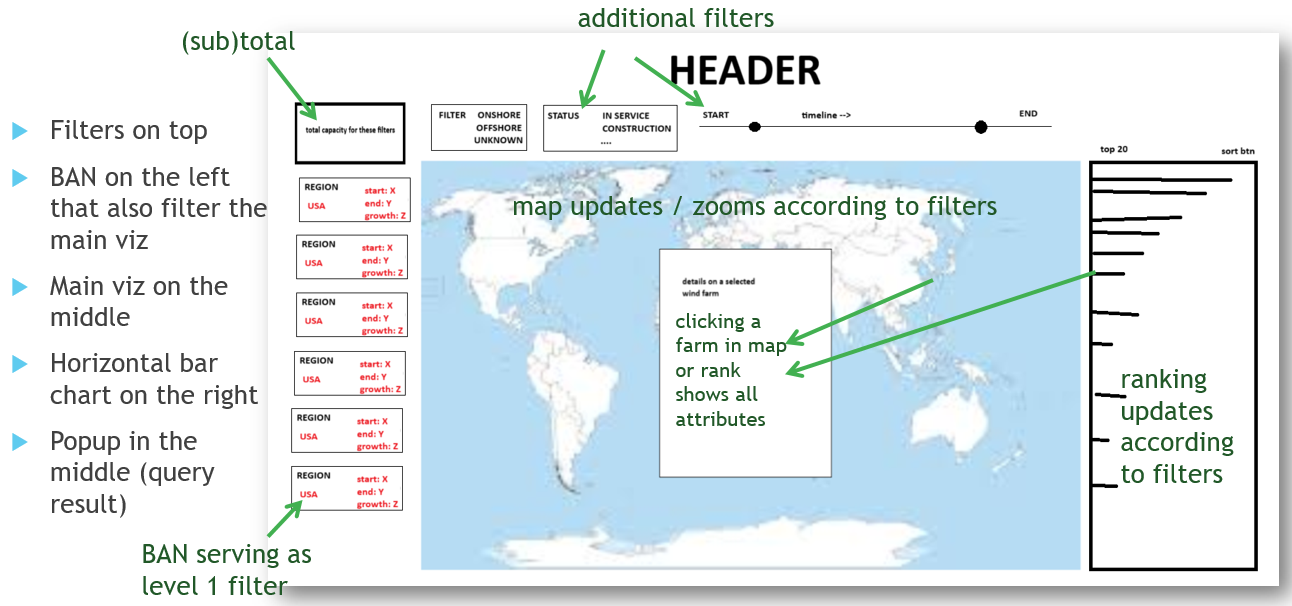 additional filters
(sub)total
HEADER
total capacity for these filters
FILTER ONSHORE
OFFSHORE
UNKNOWN
STATUS IN SERVICE
CONSTRUCTION
....
START timeline --> END
top 20 sort btn
Filters on top
BAN on the left
that also filter the
main viz
Main viz on the
middle
Horizontal bar
chart on the right
Popup in the
middle (query
result)
REGION
USA
start: X
end: Y
growth: Z
REGION
USA
start: X
end: Y
growth: Z
REGION
USA
start: X
end: Y
growth: Z
REGION
USA
start: X
end: Y
growth: Z
REGION
USA
start: X
end: Y
growth: Z
REGION
USA
start: X
end: Y
growth: Z
BAN serving as
level 1 filter
map updates / zooms according to filters
details on a selected
wind farm
clicking a
farm in map
or rank
shows all
attributes
ranking
updates
according
to filters